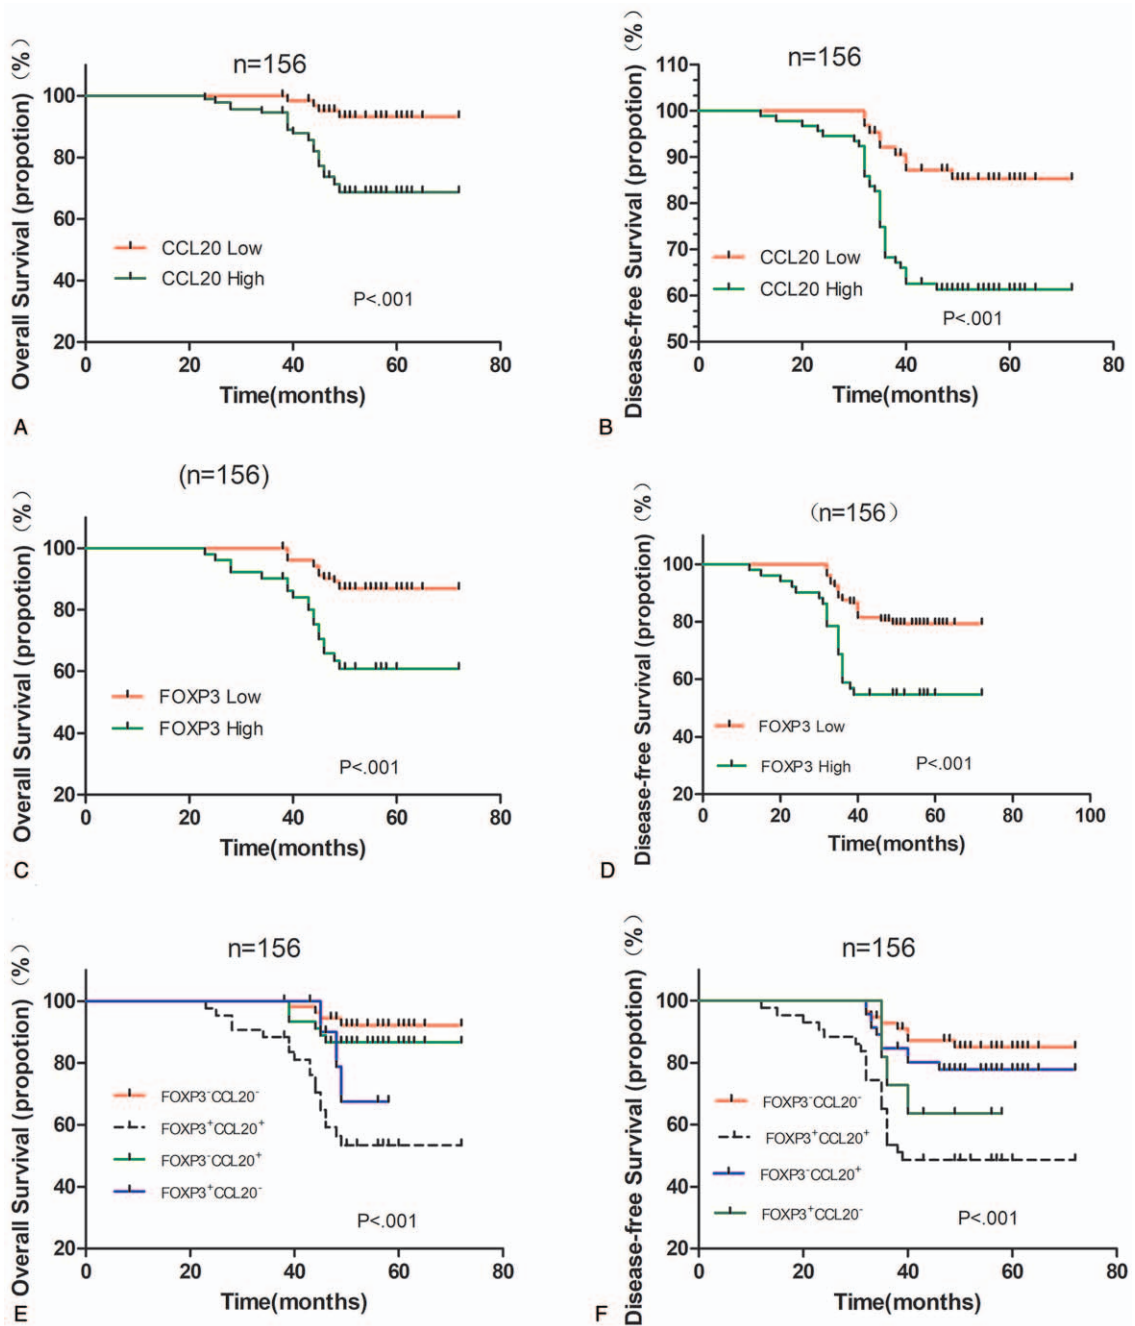 n=156
Overall Survival (propotion) (%)
100
80
60
40
20
CCL20 Low
CCL20 High
P<.001
0 20 40 60 80
Time(months)
A
n=156
Disease-free Survival (propotion) (%)
110
100
90
80
70
60
50
CCL20 Low
CCL20 High
P<.001
0 20 40 60 80
Time(months)
B
(n=156)
Overall Survival (propotion) (%)
100
80
60
40
20
FOXP3 Low
FOXP3 High
P<.001
0 20 40 60 80
Time(months)
C
(n=156)
Disease-free Survival (propotion) (%)
100
80
60
40
20
FOXP3 Low
FOXP3 High
P<.001
0 20 40 60 80 100
Time(months)
D
n=156
Overall Survival (propotion) (%)
100
80
60
40
20
FOXP3⁻CCL20⁻
FOXP3⁺CCL20⁺
FOXP3⁻CCL20⁺
FOXP3⁺CCL20⁻
P<.001
0 20 40 60 80
Time(months)
E
n=156
Disease-free Survival (propotion) (%)
100
80
60
40
20
FOXP3⁻CCL20⁻
FOXP3⁺CCL20⁺
FOXP3⁻CCL20⁺
FOXP3⁺CCL20⁻
P<.001
0 20 40 60 80
Time(months)
F